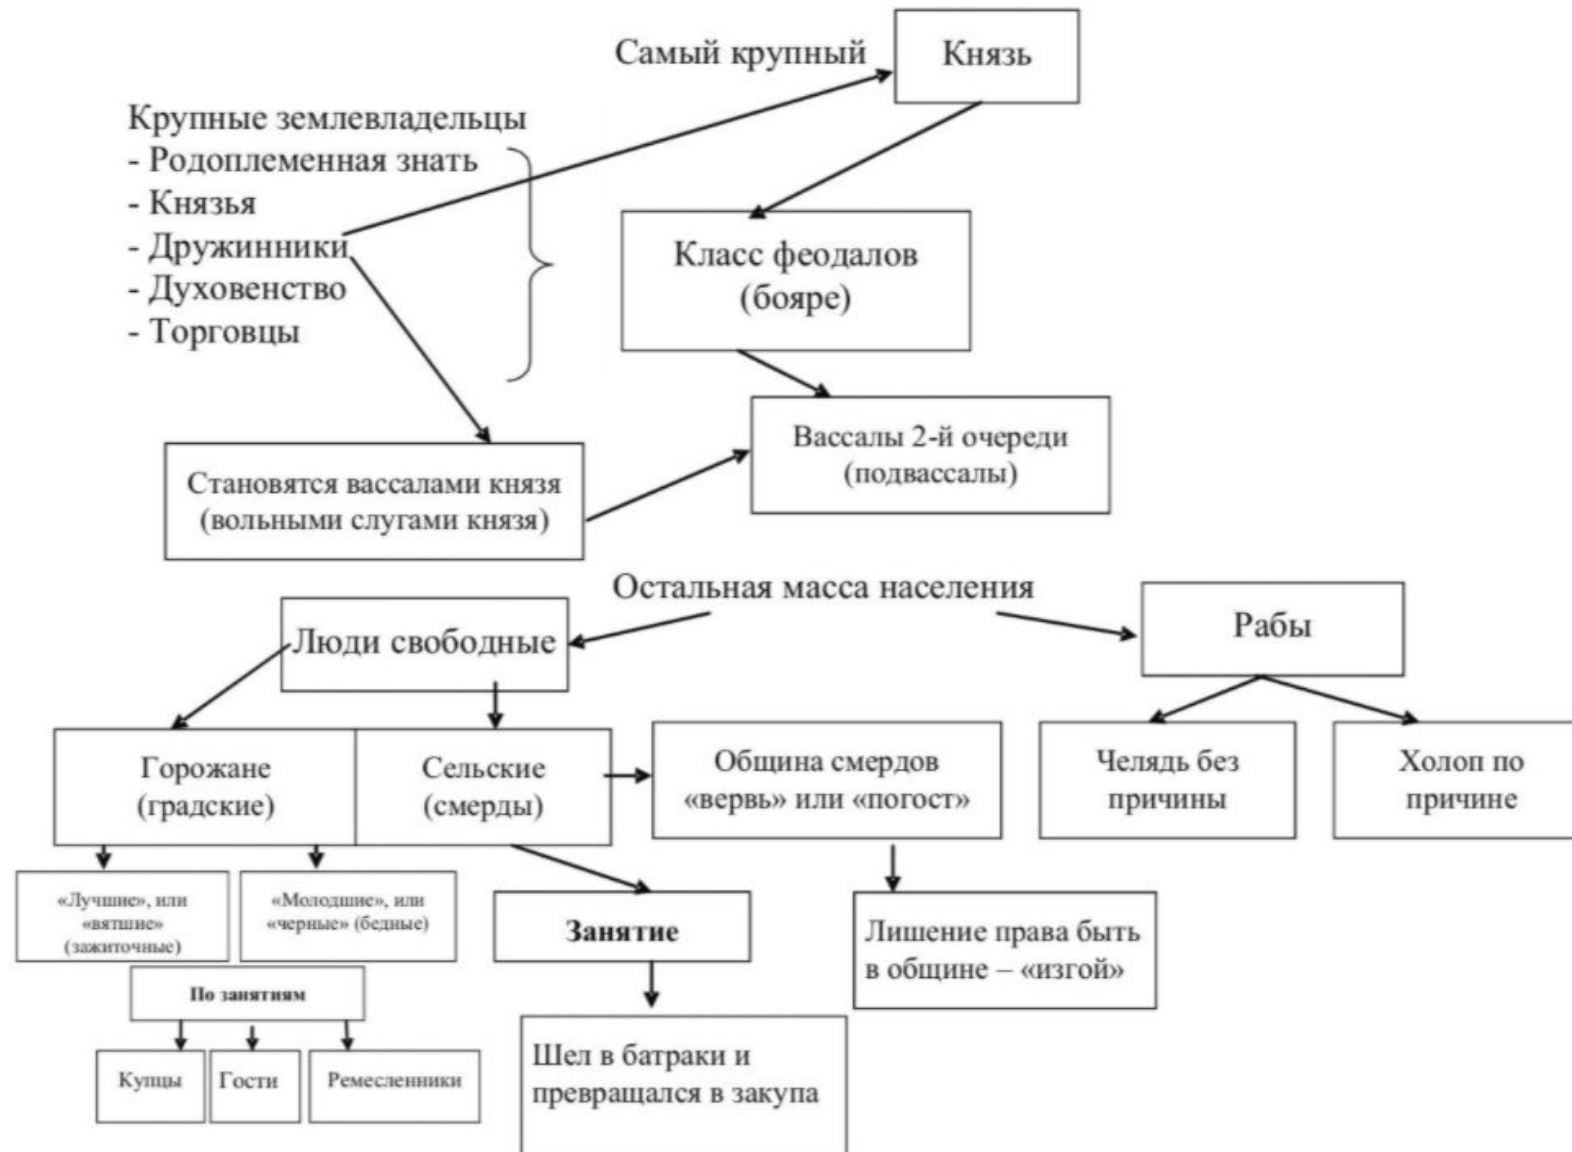 Самый крупный
Князь
Крупные землевладельцы
- Родоплеменная знать
- Князья
- Дружинники
- Духовенство
- Торговцы
Класс феодалов
(бояре)
Вассалы 2-й очереди
(подвассалы)
Становятся вассалами князя
(вольными слугами князя)
Остальная масса населения
Люди свободные
Рабы
Горожане
(градские)
Сельские
(смерды)
Община смердов
«вервь» или «погост»
Челядь без
причины
Холоп по
причине
«Лучшие», или
«вятшие»
(зажиточные)
«Молодшие», или
«черные» (бедные)
Занятие
Лишение права быть
в общине – «изгой»
По занятиям
Купцы
Гости
Ремесленники
Шел в батраки и
превращался в закупа